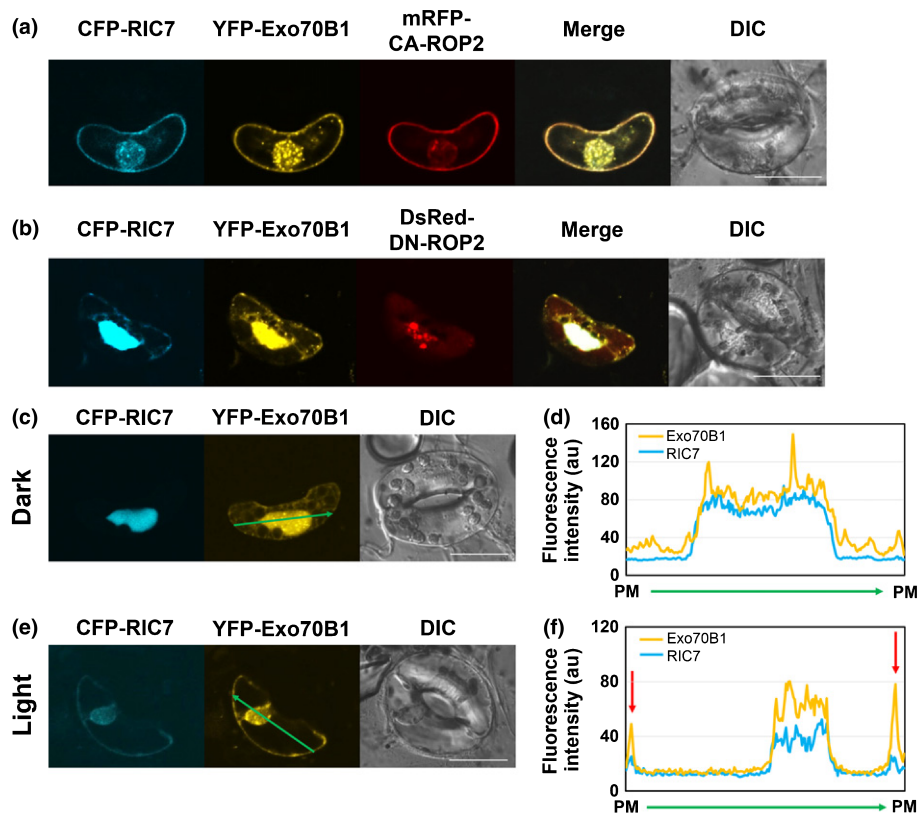 (a) CFP-RIC7 YFP-Exo70B1 mRFP-CA-ROP2 Merge DIC
(b) CFP-RIC7 YFP-Exo70B1 DsRed-DN-ROP2 Merge DIC
(c) CFP-RIC7 YFP-Exo70B1 DIC
Dark
(d)
Fluorescence intensity (au)
160
120
80
40
0
Exo70B1
RIC7
PM PM
(e) CFP-RIC7 YFP-Exo70B1 DIC
Light
(f)
Fluorescence intensity (au)
120
80
40
0
Exo70B1
RIC7
PM PM